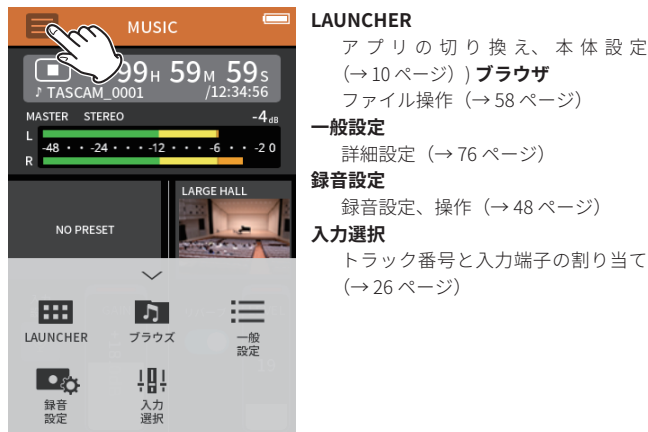 MUSIC
99H 59M 59s
♪ TASCAM_0001 /12:34:56
MASTER STEREO -4dB
L
-48 ・ ・ -24 ・ ・ ・ -12 ・ ・ ・ -6 ・ ・ -2 0
R
NO PRESET
LARGE HALL
LAUNCHER
ブラウズ
一般
設定
録音
設定
入力
選択
LAUNCHER
アプリの切り換え、本体設定
（→ 10 ページ）) ブラウザ
ファイル操作（→ 58 ページ）
一般設定
詳細設定（→ 76 ページ）
録音設定
録音設定、操作（→ 48 ページ）
入力選択
トラック番号と入力端子の割り当て
（→ 26 ページ）